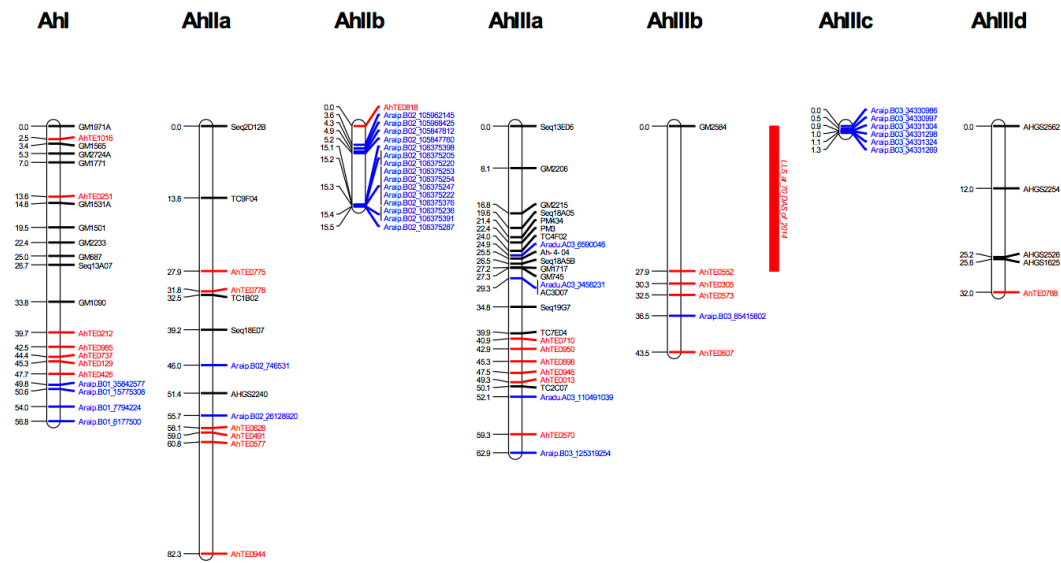 AhI
0.0 GM1971A
2.5 AhTE1016
3.4 GM1565
5.3 GM2724A
7.0 GM1771
13.6 AhTE0251
14.8 GM1531A
19.5 GM1501
22.4 GM2233
25.0 GM687
26.7 Seq13A07
33.8 GM1090
39.7 AhTE0212
42.5 AhTE0985
44.4 AhTE0737
45.3 AhTE0129
47.7 AhTE0426
49.8 Araip.B01_35842577
50.6 Araip.B01_15775308
54.0 Araip.B01_7794224
56.8 Araip.B01_8177500
AhIIa
0.0 Seq2D12B
13.8 TC9F04
27.9 AhTE0775
31.8 AhTE0778
32.5 TC1B02
39.2 Seq18E07
46.0 Araip.B02_746531
51.4 AHGS2240
55.7 Araip.B02_26128920
58.1 AhTE0628
59.0 AhTE0491
60.8 AhTE0577
82.3 AhTE0944
AhIIb
0.0
3.6
4.3
4.9
5.2
15.1
15.2
15.3
15.4
15.5
AhTE0818
Araip.B02_105962145
Araip.B02_105968425
Araip.B02_105847812
Araip.B02_105847760
Araip.B02_106375398
Araip.B02_106375205
Araip.B02_106375220
Araip.B02_106375253
Araip.B02_106375254
Araip.B02_106375247
Araip.B02_106375222
Araip.B02_106375376
Araip.B02_106375236
Araip.B02_106375391
Araip.B02_106375287
AhIIIa
0.0
8.1
16.8
19.6
21.4
22.4
24.0
24.9
25.5
26.5
27.2
27.3
29.3
34.8
39.9
40.9
42.9
45.3
47.5
49.3
50.1
52.1
59.3
62.9
Seq13E06
GM2206
GM2215
Seq18A05
PM434
PM3
TC4F02
Aradu.A03_6590046
Ah-4-04
Seq18A5B
GM1717
GM745
Aradu.A03_3458231
AC3D07
Seq19G7
TC7E04
AhTE0710
AhTE0950
AhTE0898
AhTE0946
AhTE0013
TC2C07
Aradu.A03_110491039
AhTE0570
Araip.B03_125319254
AhIIIb
0.0 GM2584
27.9 AhTE0552
30.3 AhTE0305
32.5 AhTE0573
36.5 Araip.B03_85415802
43.5 AhTE0607
LLS at 70 DAS of 2014
AhIIIc
0.0 Araip.B03_34330986
0.5 Araip.B03_34330997
0.9 Araip.B03_34331304
1.0 Araip.B03_34331298
1.1 Araip.B03_34331324
1.3 Araip.B03_34331269
AhIIId
0.0 AHGS2562
12.0 AHGS2254
25.2 AHGS2526
25.6 AHGS1625
32.0 AhTE0788